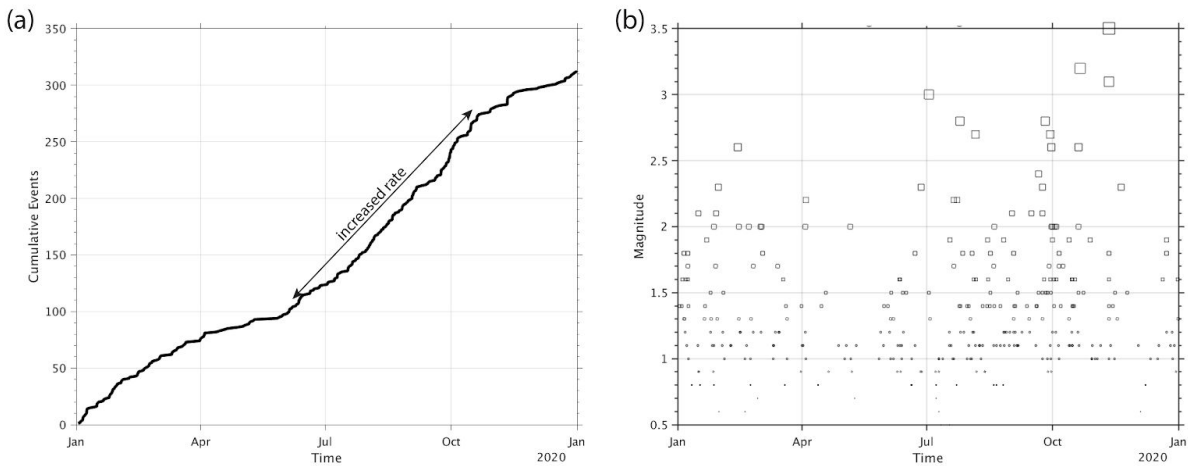 (a)
350
300
250
200
150
100
50
0
Cumulative Events
increased rate
Jan
Apr
Jul
Oct
Jan
Time
2020
(b)
3.5
3
2.5
2
1.5
1
0.5
Magnitude
Jan
Apr
Jul
Oct
Jan
Time
2020